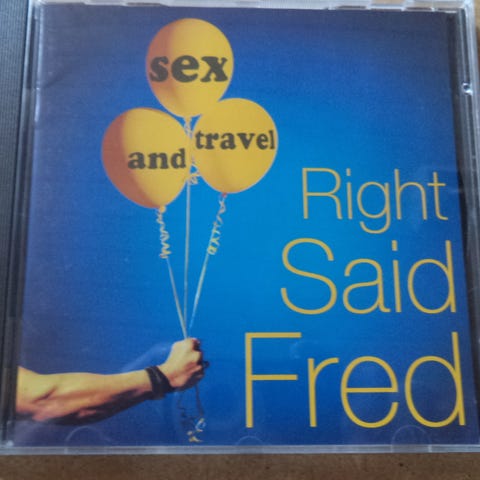 sex
and travel
Right
Said
Fred